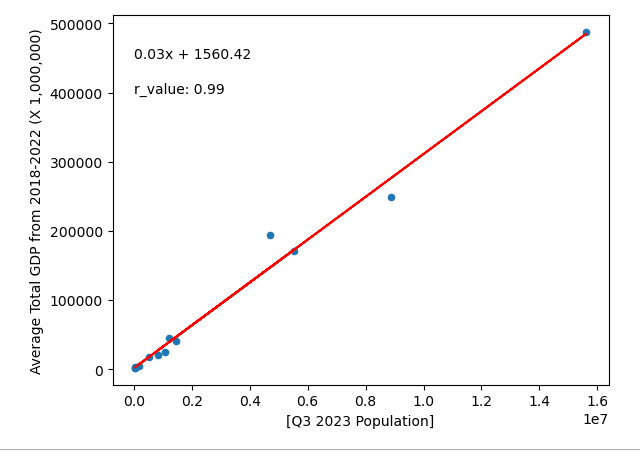 500000
400000
300000
200000
100000
0
Average Total GDP from 2018-2022 (X 1,000,000)
0.03x + 1560.42
r_value: 0.99
0.0 0.2 0.4 0.6 0.8 1.0 1.2 1.4 1.6
1e7
[Q3 2023 Population]